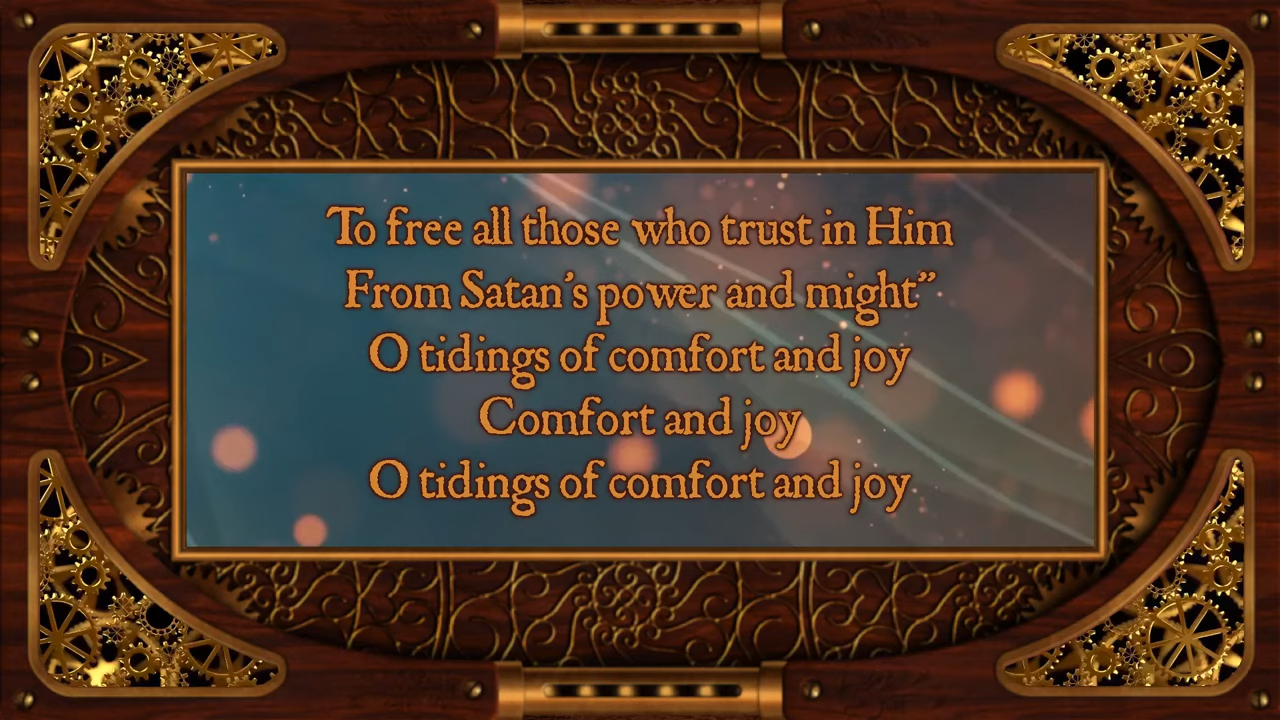 To free all those who trust in Him
From Satan's power and might”
O tidings of comfort and joy
Comfort and joy
O tidings of comfort and joy